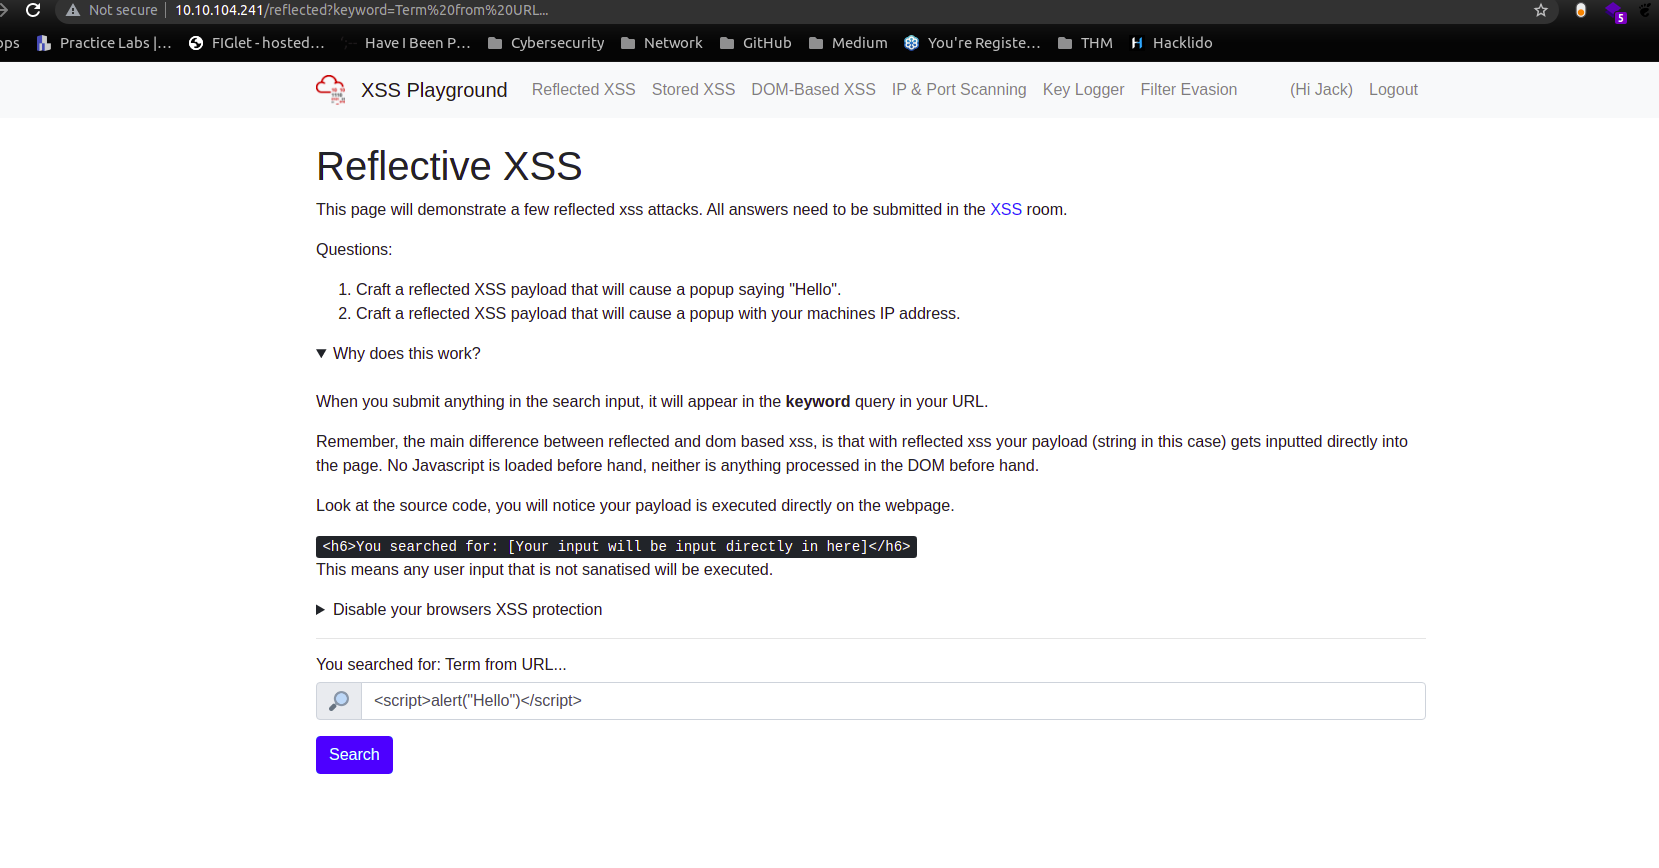 Not secure | 10.10.104.241/reflected?keyword=Term%20from%20URL...
5
ops Practice Labs |... FIGlet - hosted... Have I Been P... Cybersecurity Network GitHub Medium You're Registe... THM Hacklido
XSS Playground Reflected XSS Stored XSS DOM-Based XSS IP & Port Scanning Key Logger Filter Evasion (Hi Jack) Logout
Reflective XSS
This page will demonstrate a few reflected xss attacks. All answers need to be submitted in the XSS room.
Questions:
1. Craft a reflected XSS payload that will cause a popup saying "Hello".
2. Craft a reflected XSS payload that will cause a popup with your machines IP address.
▼ Why does this work?
When you submit anything in the search input, it will appear in the keyword query in your URL.
Remember, the main difference between reflected and dom based xss, is that with reflected xss your payload (string in this case) gets inputted directly into
the page. No Javascript is loaded before hand, neither is anything processed in the DOM before hand.
Look at the source code, you will notice your payload is executed directly on the webpage.
<h6>You searched for: [Your input will be input directly in here]</h6>
This means any user input that is not sanatised will be executed.
▶ Disable your browsers XSS protection
You searched for: Term from URL...
<script>alert("Hello")</script>
Search